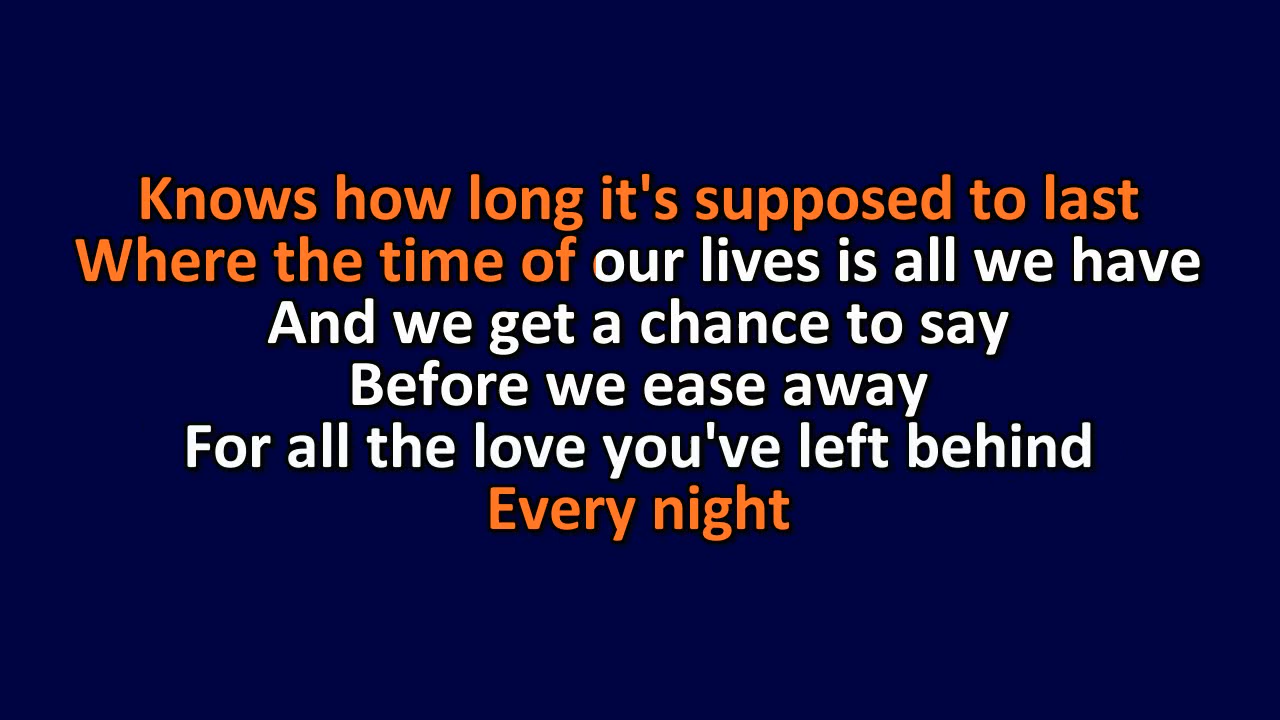 Knows how long it's supposed to last
Where the time of our lives is all we have
And we get a chance to say
Before we ease away
For all the love you've left behind
Every night